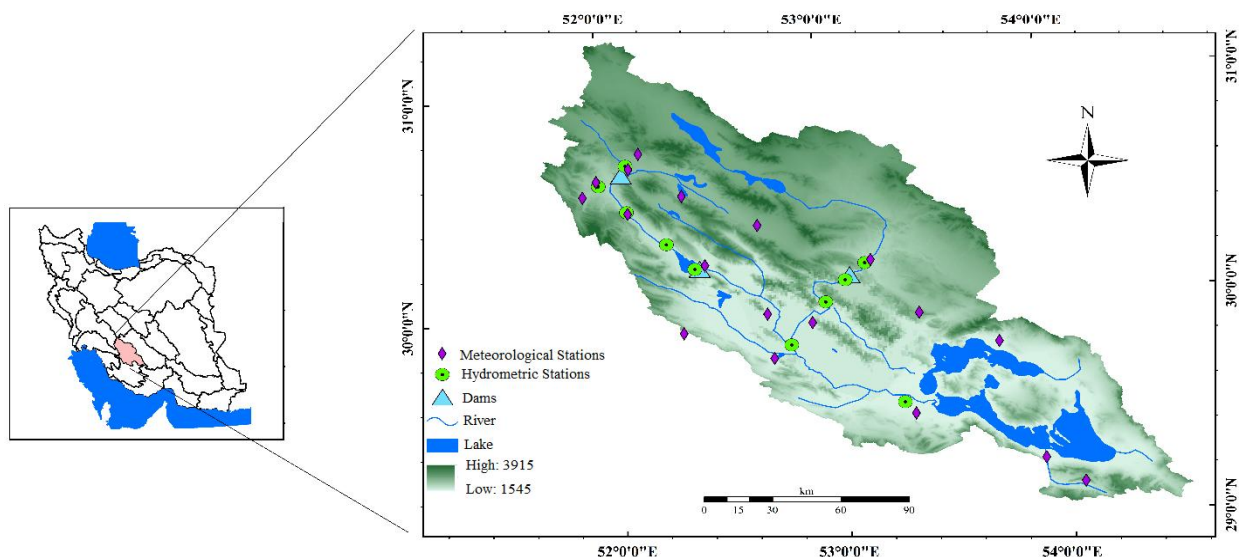 52°0'0"E 53°0'0"E 54°0'0"E
31°0'0"N
31°0'0"N
N
30°0'0"N
30°0'0"N
Meteorological Stations
Hydrometric Stations
Dams
River
Lake
High: 3915
Low: 1545
km
0 15 30 60 90
29°0'0"N
52°0'0"E 53°0'0"E 54°0'0"E